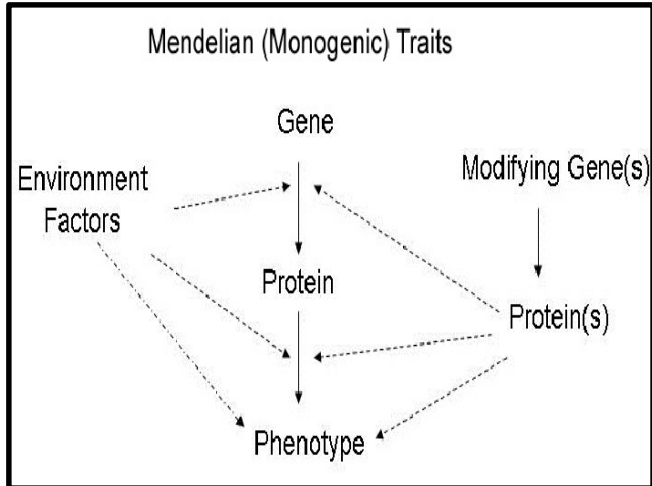 Mendelian (Monogenic) Traits
Gene
Environment
Factors
Modifying Gene(s)
Protein
Protein(s)
Phenotype